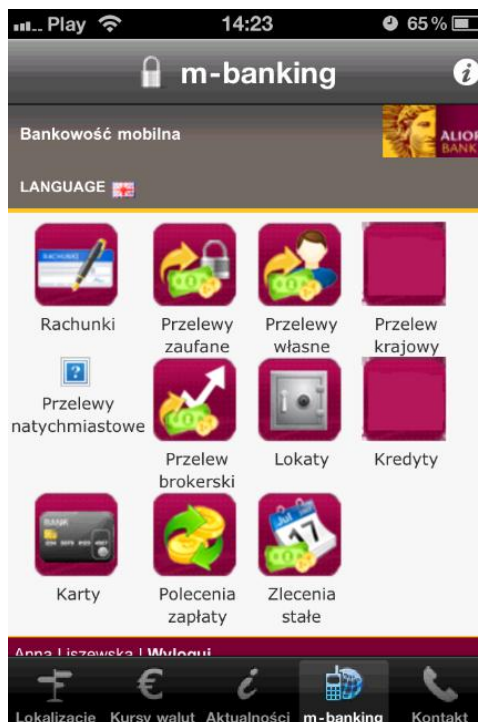 Play 14:23 65%
m-banking
Bankowość mobilna
ALIOR
BANK
LANGUAGE
RACHUNKI
Rachunki Przelewy zaufane Przelewy własne Przelew krajowy
Przelewy natychmiastowe Przelew brokerski Lokaty Kredyty
Jul
17
BANK
Karty Polecenia zapłaty Zlecenia stałe
Anna Liszewska | Wyloguj
Lokalizacje Kursy walut Aktualności m-banking Kontakt